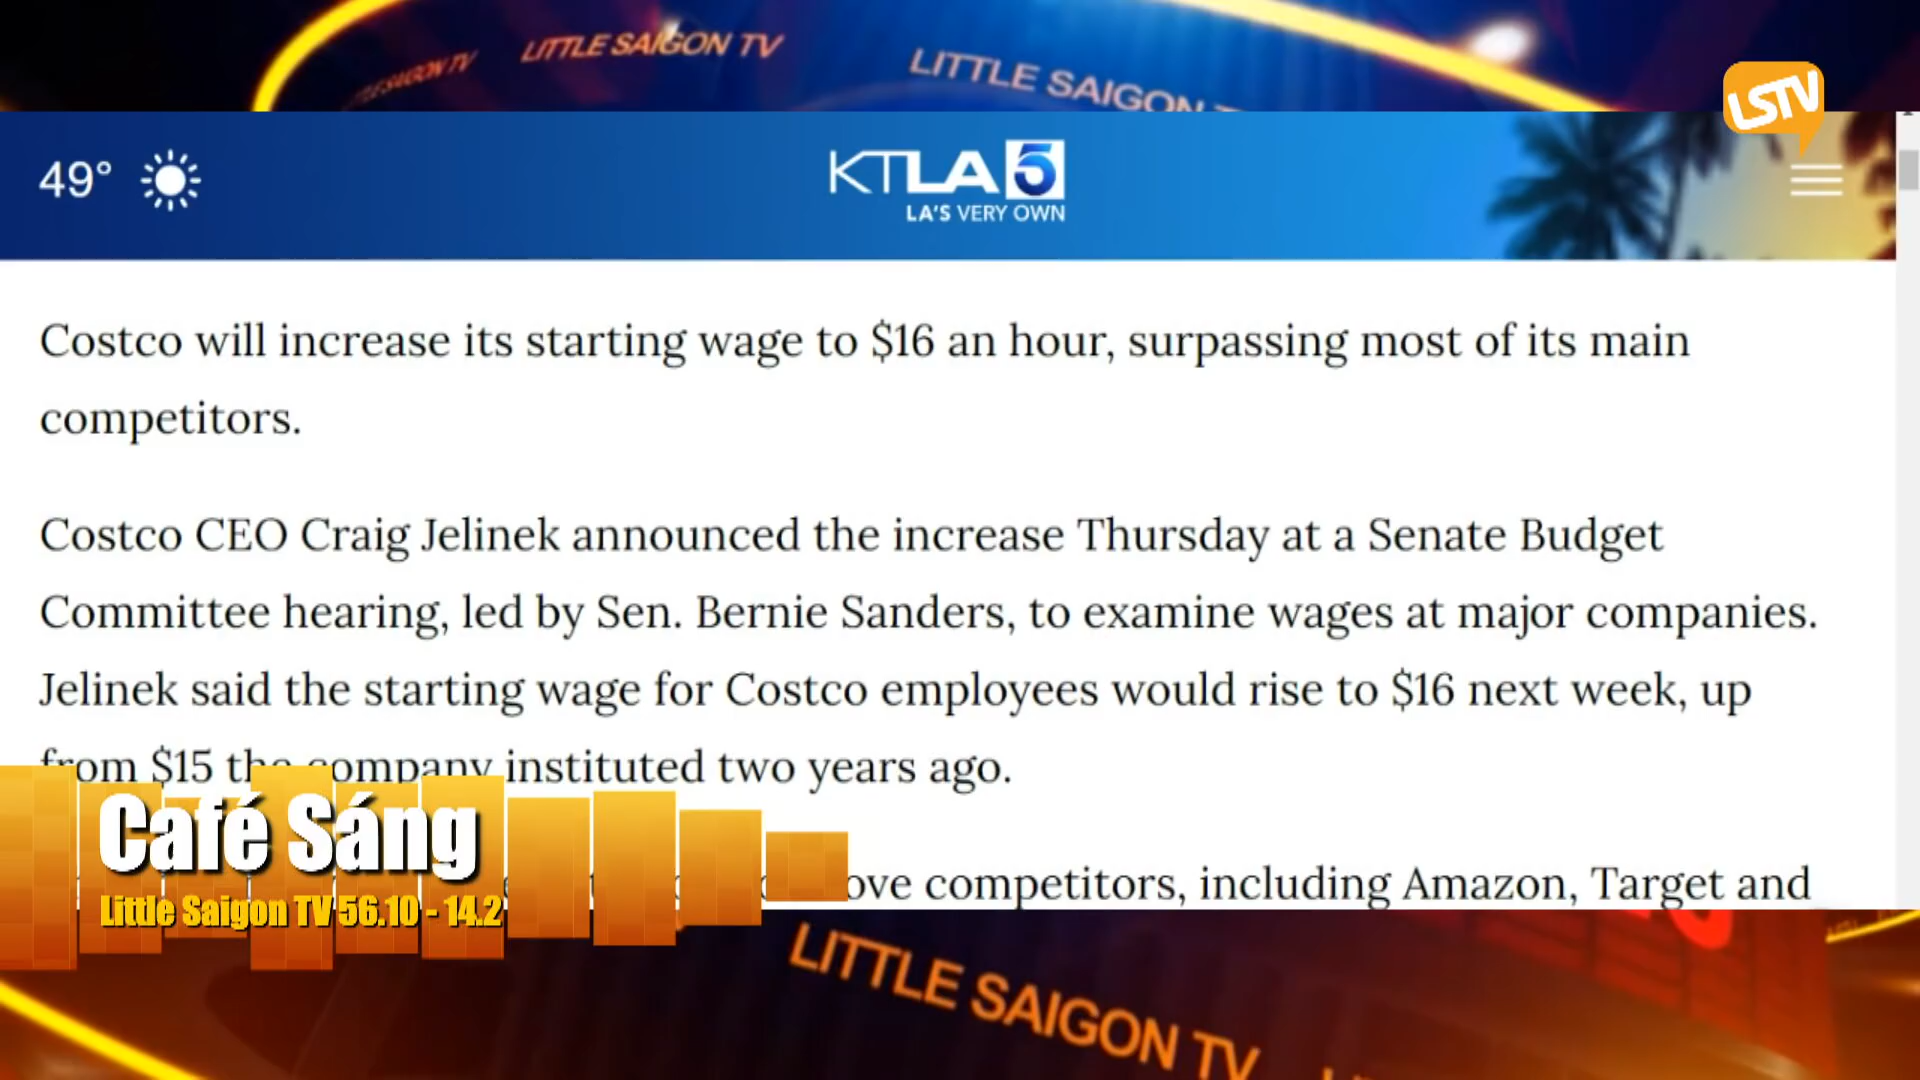 LITTLE SAIGON TV
LITTLE SAIGON TV
LITTLE SAIGON T
LSTV
49°
KTLA 5
LA'S VERY OWN
Costco will increase its starting wage to $16 an hour, surpassing most of its main
competitors.
Costco CEO Craig Jelinek announced the increase Thursday at a Senate Budget
Committee hearing, led by Sen. Bernie Sanders, to examine wages at major companies.
Jelinek said the starting wage for Costco employees would rise to $16 next week, up
from $15 the company instituted two years ago.
competitors, including Amazon, Target and
Café Sáng
Little Saigon TV 56.10 - 14.2
LITTLE SAIGON TV